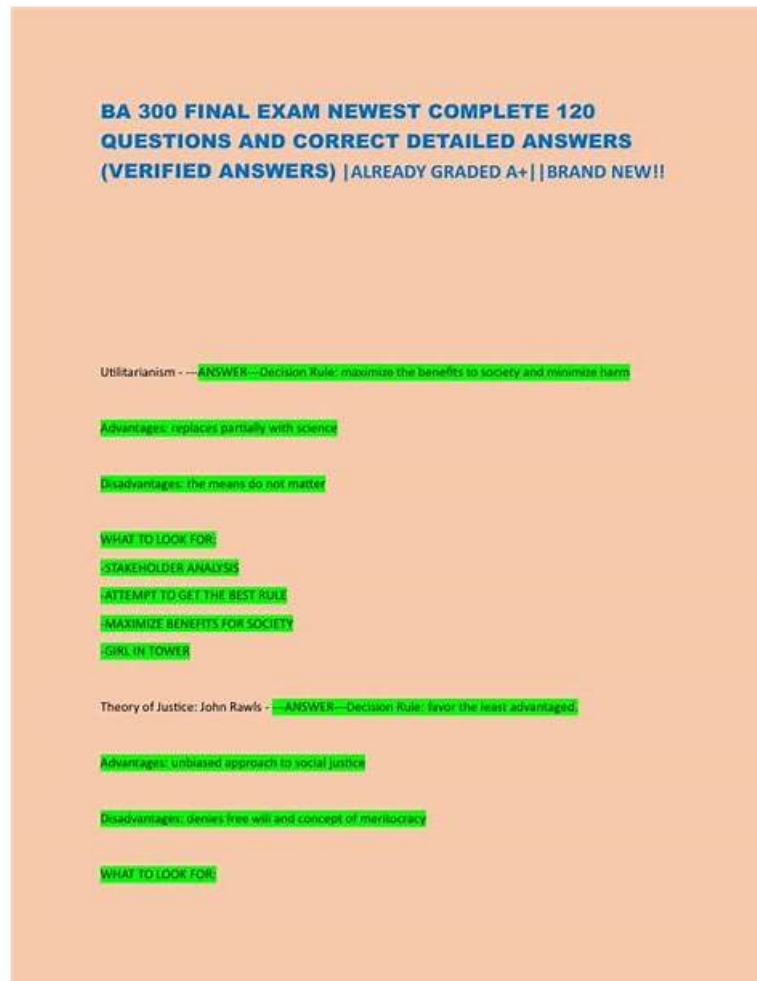 BA 300 FINAL EXAM NEWEST COMPLETE 120
QUESTIONS AND CORRECT DETAILED ANSWERS
(VERIFIED ANSWERS) |ALREADY GRADED A+||BRAND NEW!!
Utilitarianism - ---ANSWER---Decision Rule: maximize the benefits to society and minimize harm
Advantages: replaces partially with science
Disadvantages: the means do not matter
WHAT TO LOOK FOR:
-STAKEHOLDER ANALYSIS
-ATTEMPT TO GET THE BEST RULE
-MAXIMIZE BENEFITS FOR SOCIETY
-GIRL IN TOWER
Theory of Justice: John Rawls - ---ANSWER---Decision Rule: favor the least advantaged.
Advantages: unbiased approach to social justice
Disadvantages: denies free will and concept of meritocracy
WHAT TO LOOK FOR: